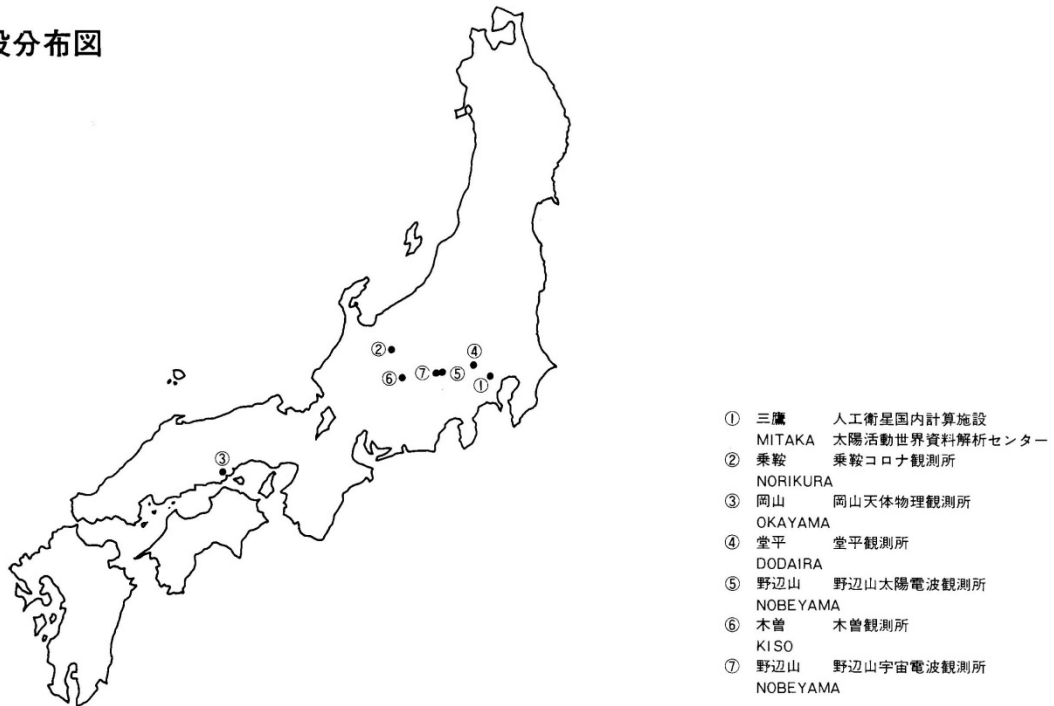 設分布図
②
④
⑥
⑦
⑤
①
③
① 三鷹 人工衛星国内計算施設
MITAKA 太陽活動世界資料解析センター
② 乗鞍 乗鞍コロナ観測所
NORIKURA
③ 岡山 岡山天体物理観測所
OKAYAMA
④ 堂平 堂平観測所
DODAIRA
⑤ 野辺山 野辺山太陽電波観測所
NOBEYAMA
⑥ 木曽 木曽観測所
KISO
⑦ 野辺山 野辺山宇宙電波観測所
NOBEYAMA